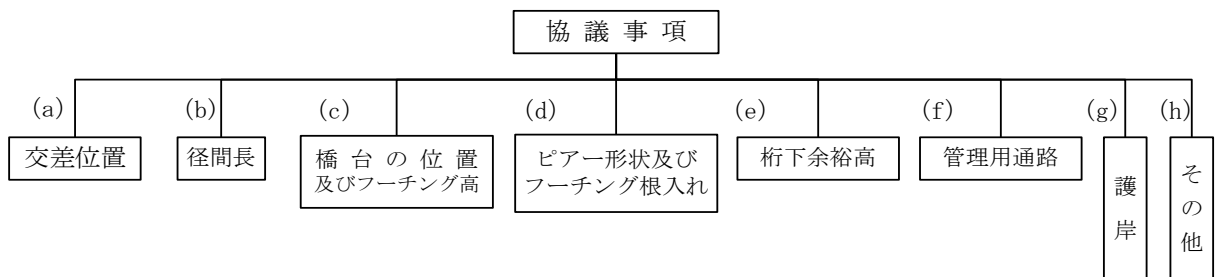 協議事項
(a)
交差位置
(b)
径間長
(c)
橋台の位置
及びフーチング高
(d)
ピアー形状及び
フーチング根入れ
(e)
桁下余裕高
(f)
管理用通路
(g)
護岸
(h)
その他